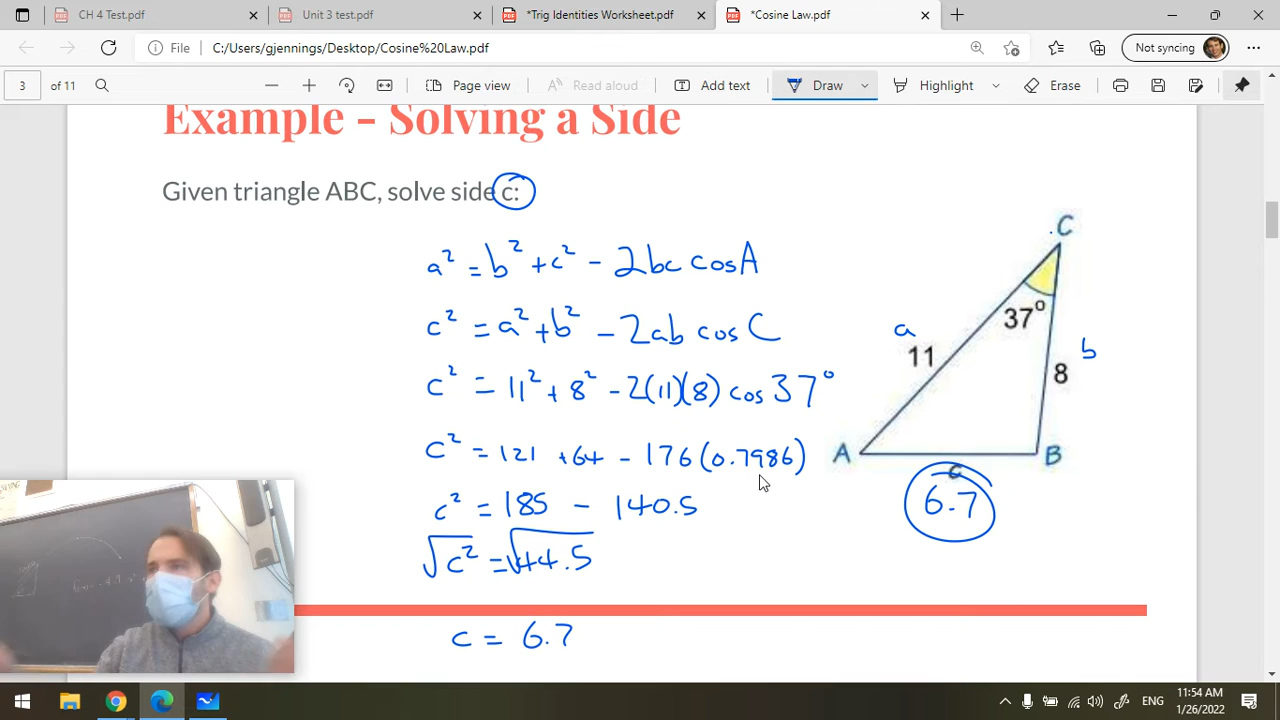 CH 4 Test.pdf
Unit 3 test.pdf
*Trig Identities Worksheet.pdf
*Cosine Law.pdf
File C:/Users/gjennings/Desktop/Cosine%20Law.pdf
Not syncing
3 of 11
Page view
Read aloud
Add text
Draw
Highlight
Erase
Example - Solving a Side
Given triangle ABC, solve side c:
a² = b² + c² - 2bc cosA
c² = a² + b² - 2ab cos C
c² = 11² + 8² - 2(11)(8) cos 37°
c² = 121 + 64 - 176(0.7986)
c² = 185 - 140.5
√c² = √44.5
c = 6.7
C
37°
a
11
b
8
A
B
c
6.7
ENG
11:54 AM
1/26/2022